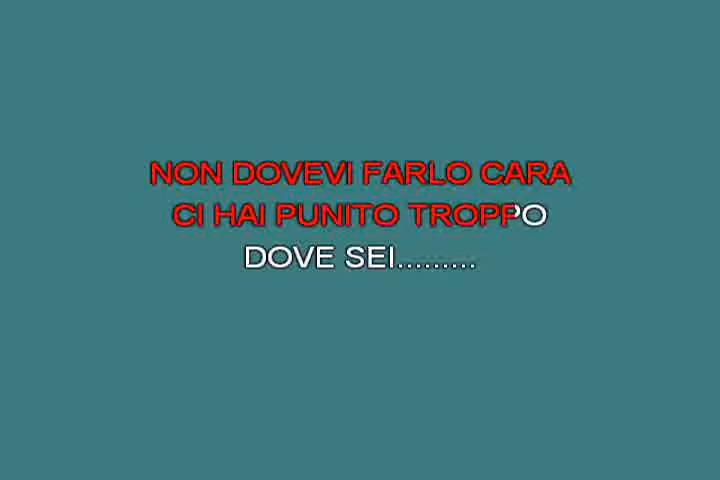 NON DOVEVI FARLO CARA
CI HAI PUNITO TROPPO
DOVE SEI.........